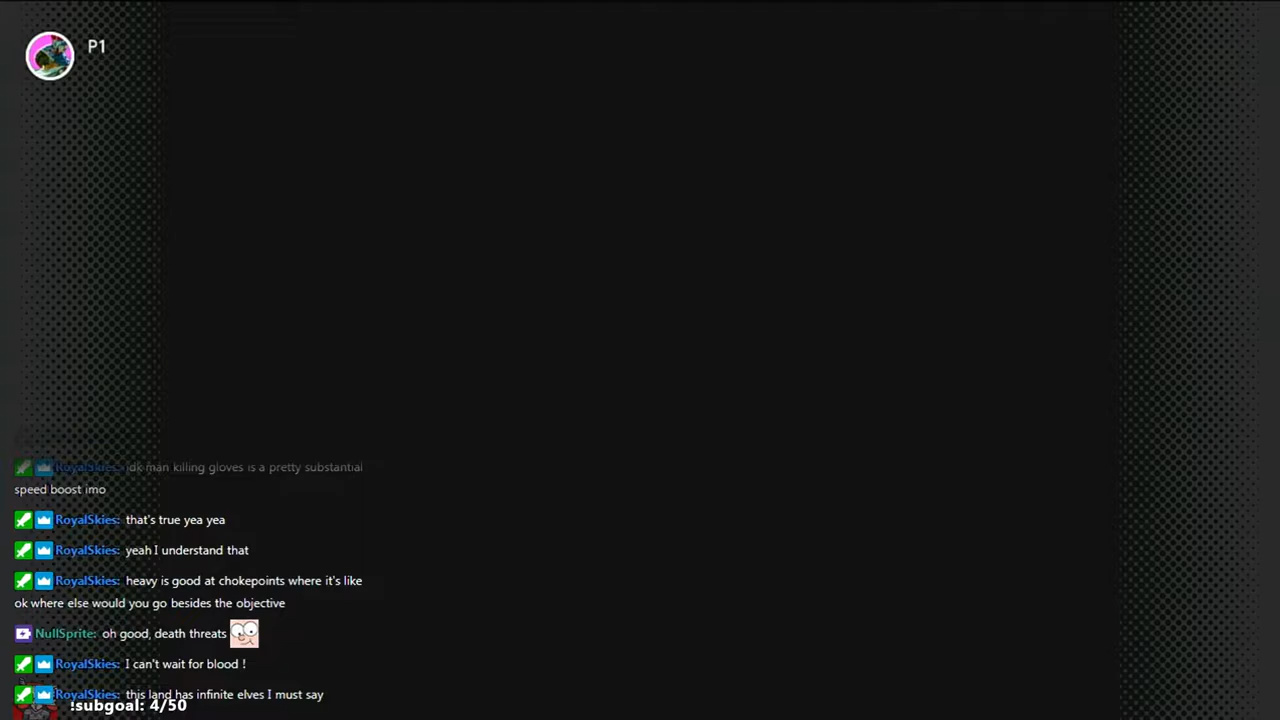 P1
RoyalSkies: idk man killing gloves is a pretty substantial
speed boost imo
RoyalSkies: that's true yea yea
RoyalSkies: yeah I understand that
RoyalSkies: heavy is good at chokepoints where it's like
ok where else would you go besides the objective
NullSprite: oh good, death threats
RoyalSkies: I can't wait for blood !
RoyalSkies: this land has infinite elves I must say
!subgoal: 4/50